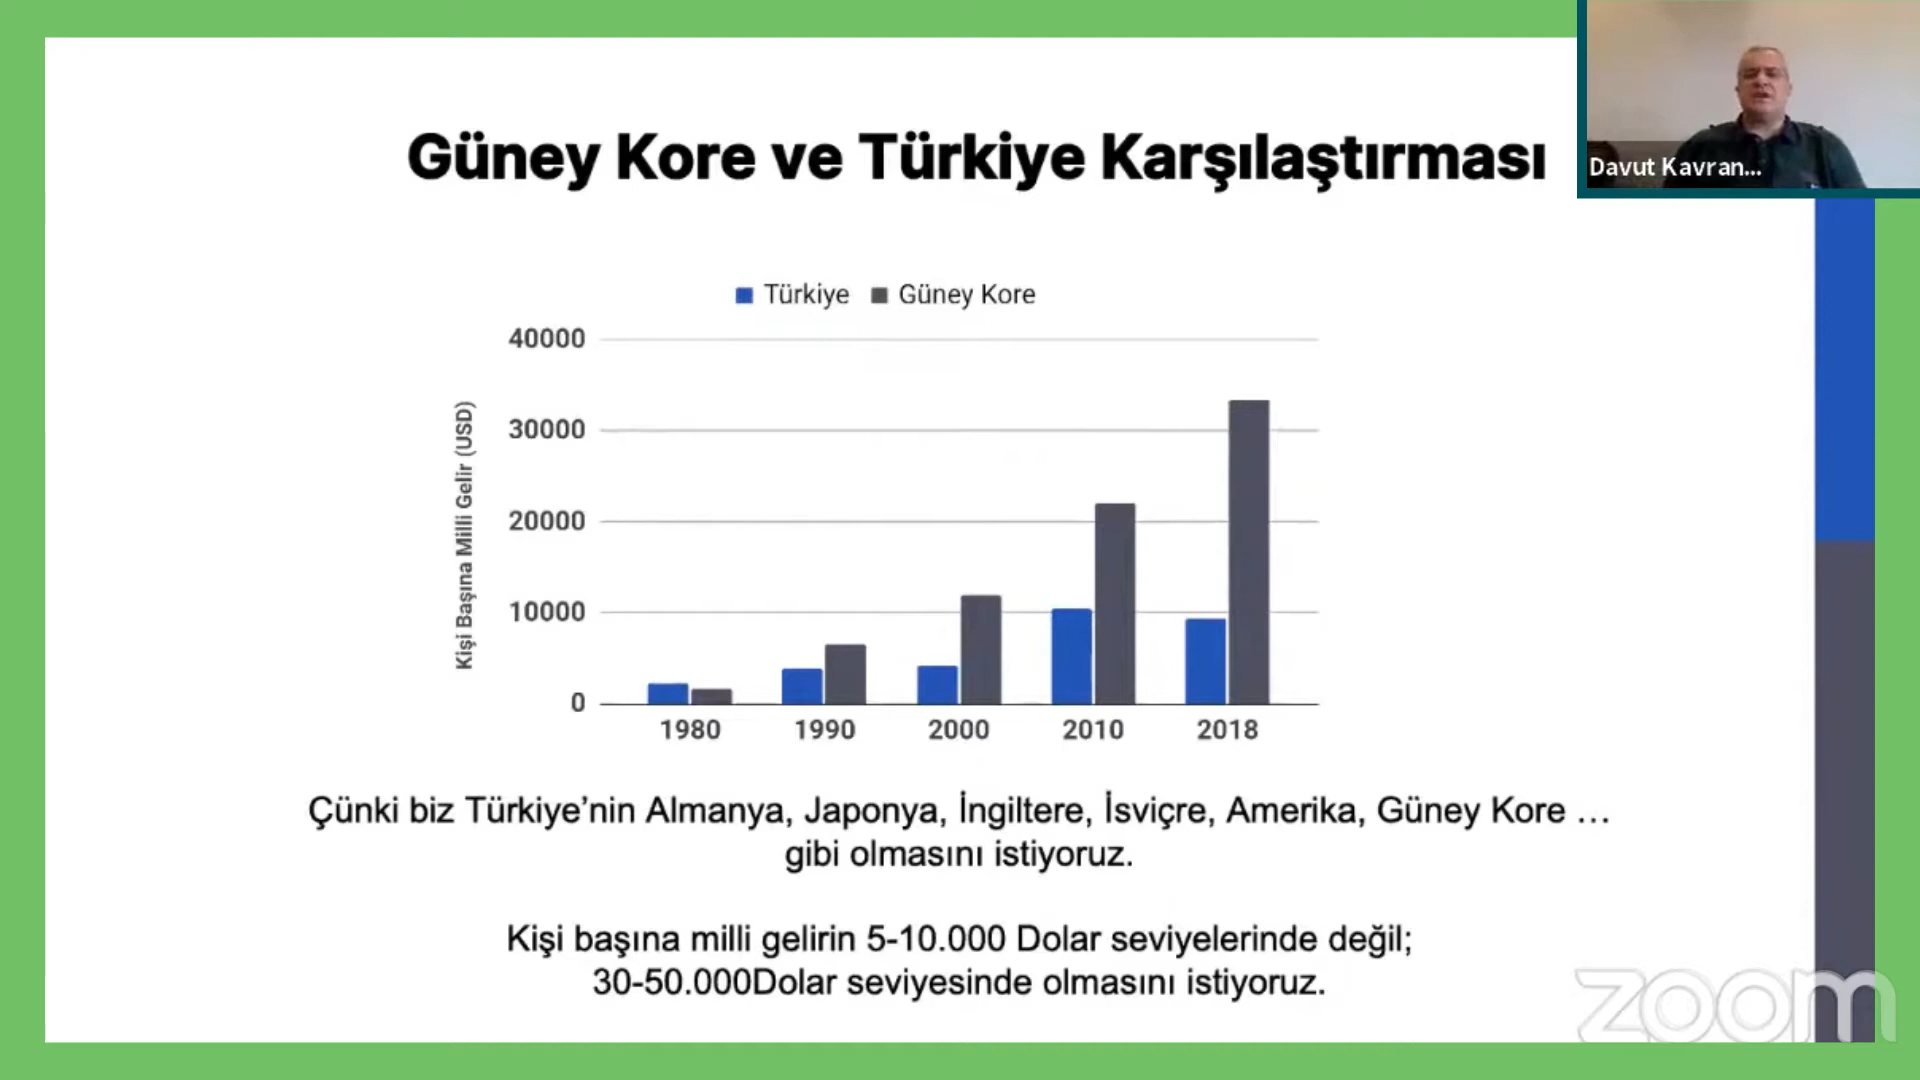 Güney Kore ve Türkiye Karşılaştırması
Davut Kavran...
Türkiye
Güney Kore
Kişi Başına Milli Gelir (USD)
40000
30000
20000
10000
0
1980
1990
2000
2010
2018
Çünki biz Türkiye’nin Almanya, Japonya, İngiltere, İsviçre, Amerika, Güney Kore …
gibi olmasını istiyoruz.
Kişi başına milli gelirin 5-10.000 Dolar seviyelerinde değil;
30-50.000Dolar seviyesinde olmasını istiyoruz.
zoom